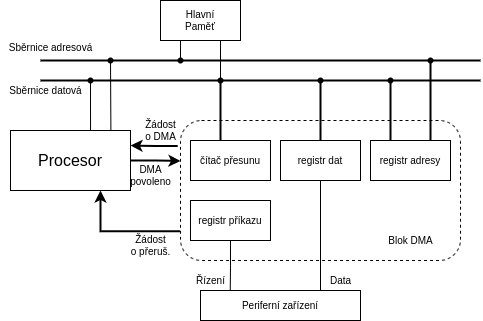 Hlavní
Paměť
Sběrnice adresová
Sběrnice datová
Žádost
o DMA
Procesor
DMA
povoleno
čítač přesunu
registr dat
registr adresy
registr příkazu
Blok DMA
Žádost
o přeruš.
Řízení
Data
Periferní zařízení